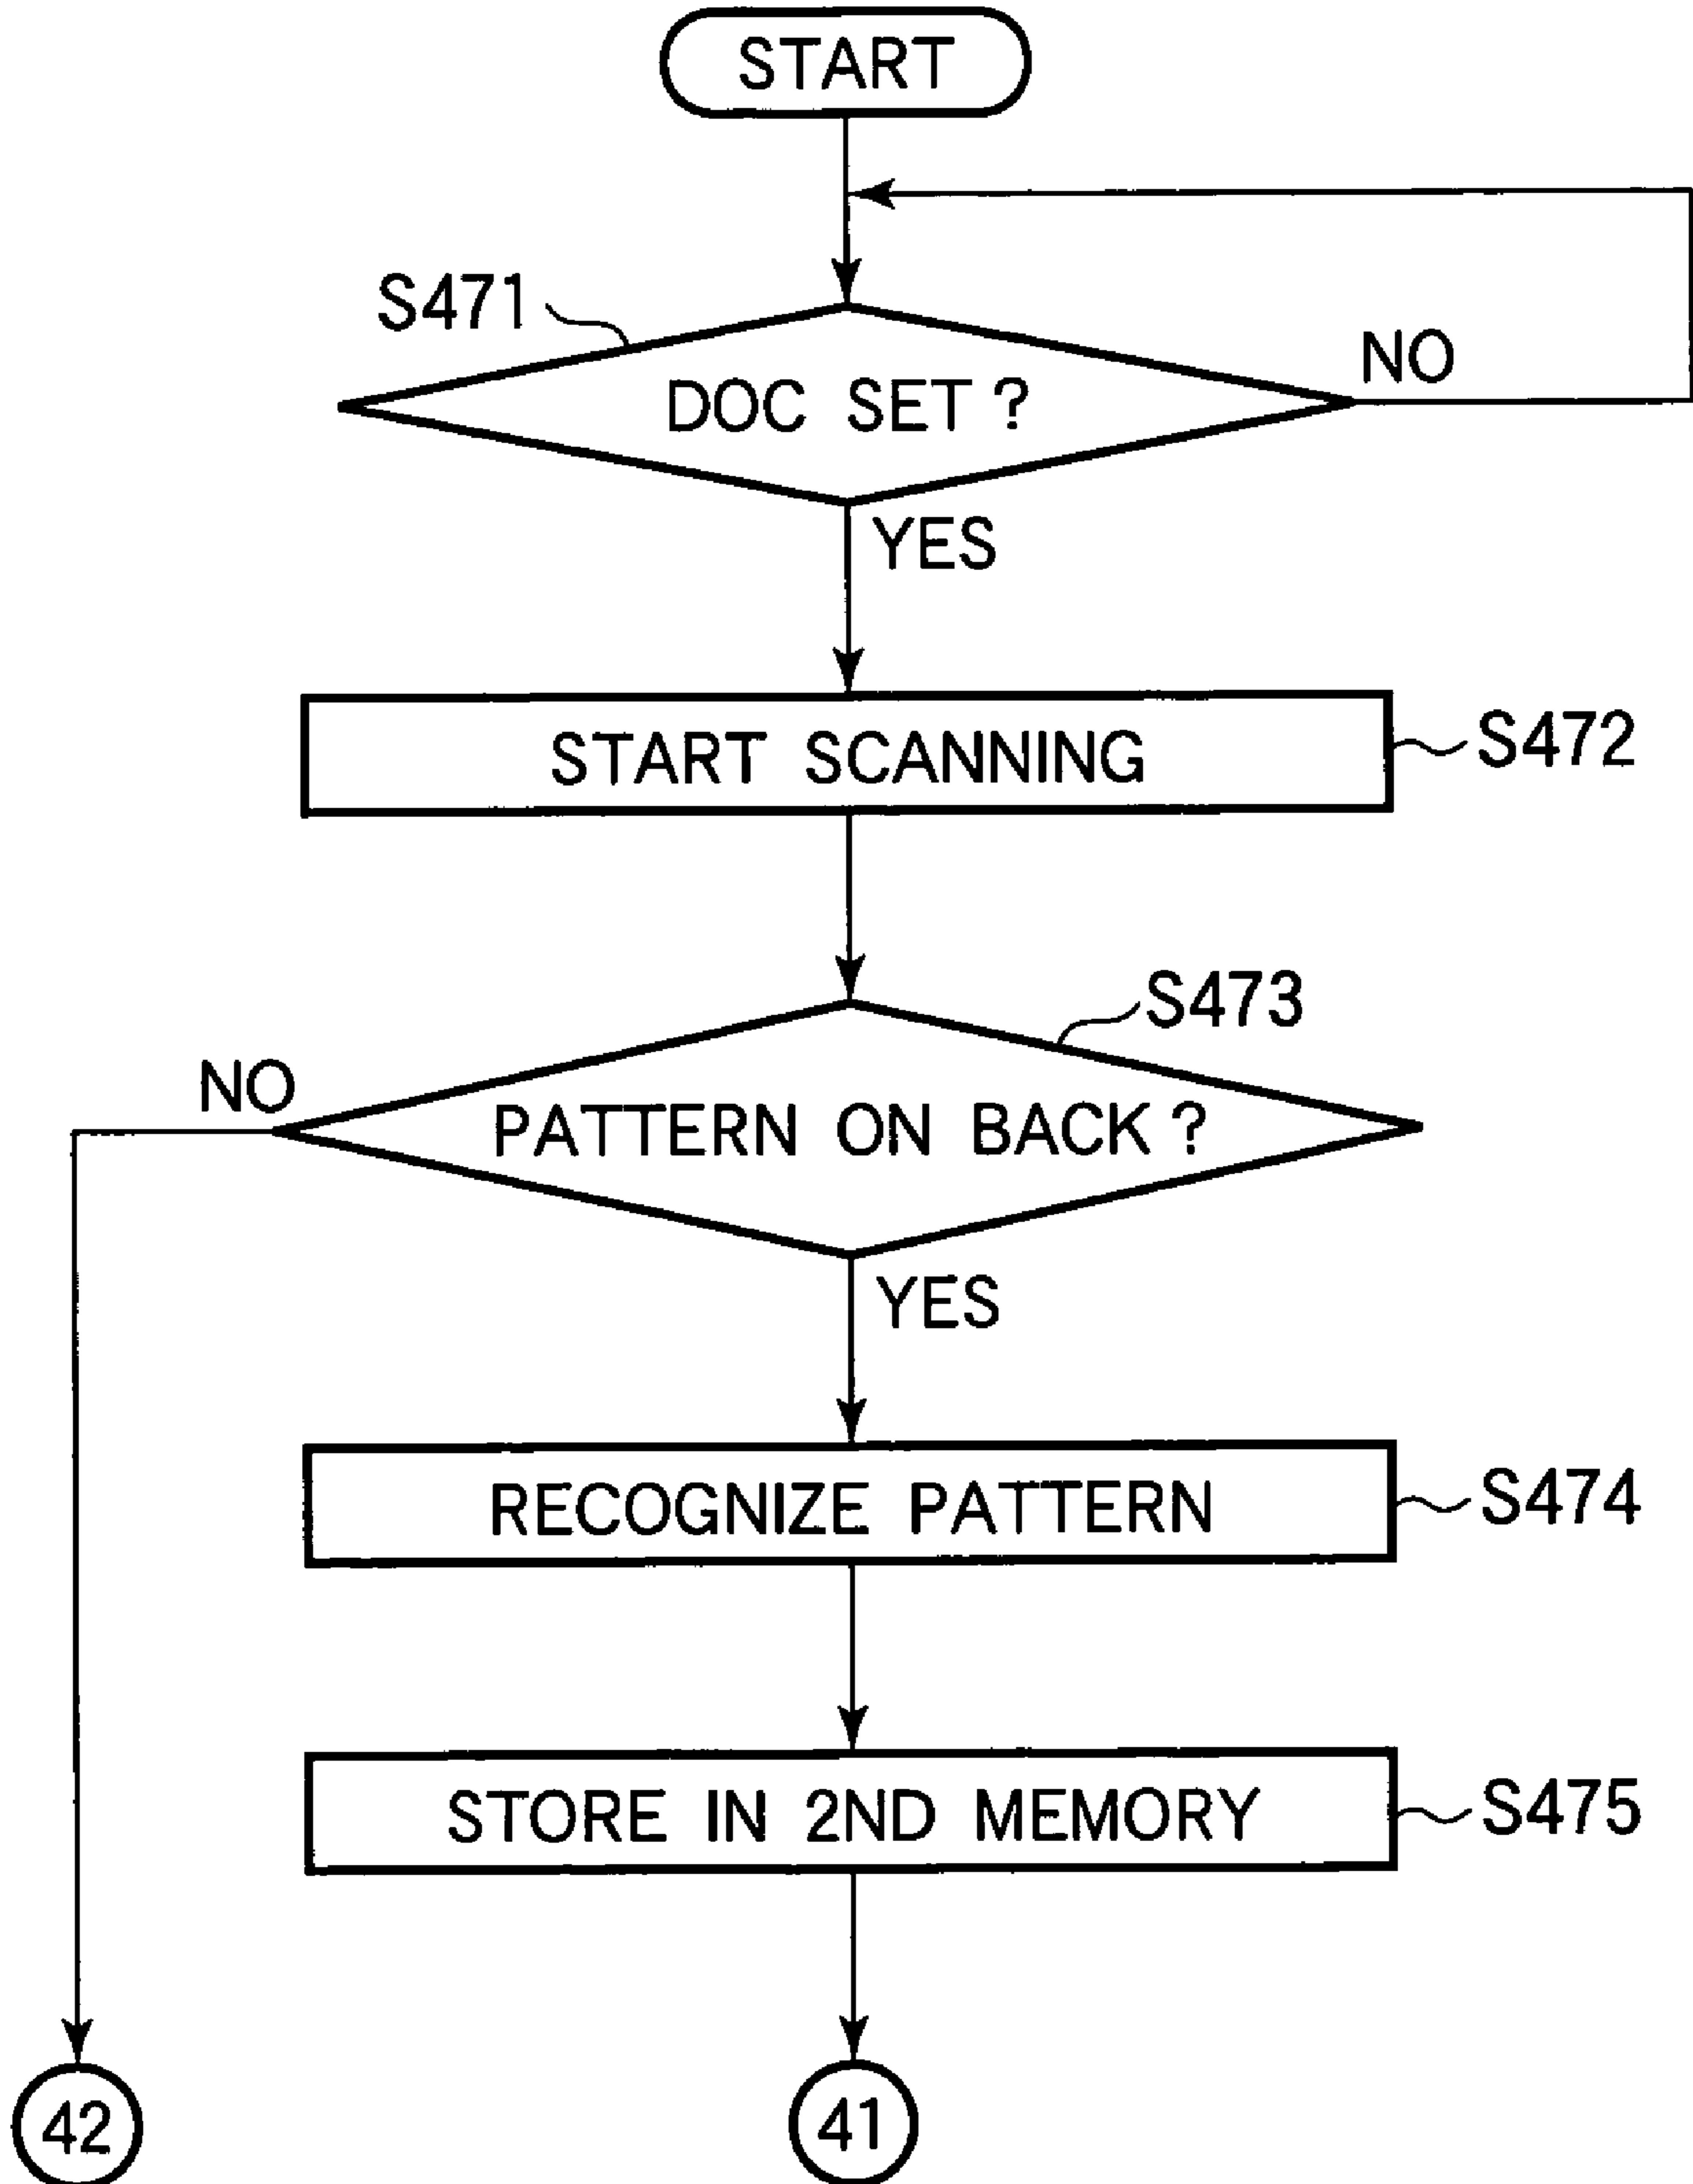 START
S471
DOC SET ?
NO
YES
START SCANNING
S472
S473
NO
PATTERN ON BACK ?
YES
RECOGNIZE PATTERN
S474
STORE IN 2ND MEMORY
S475
42
41